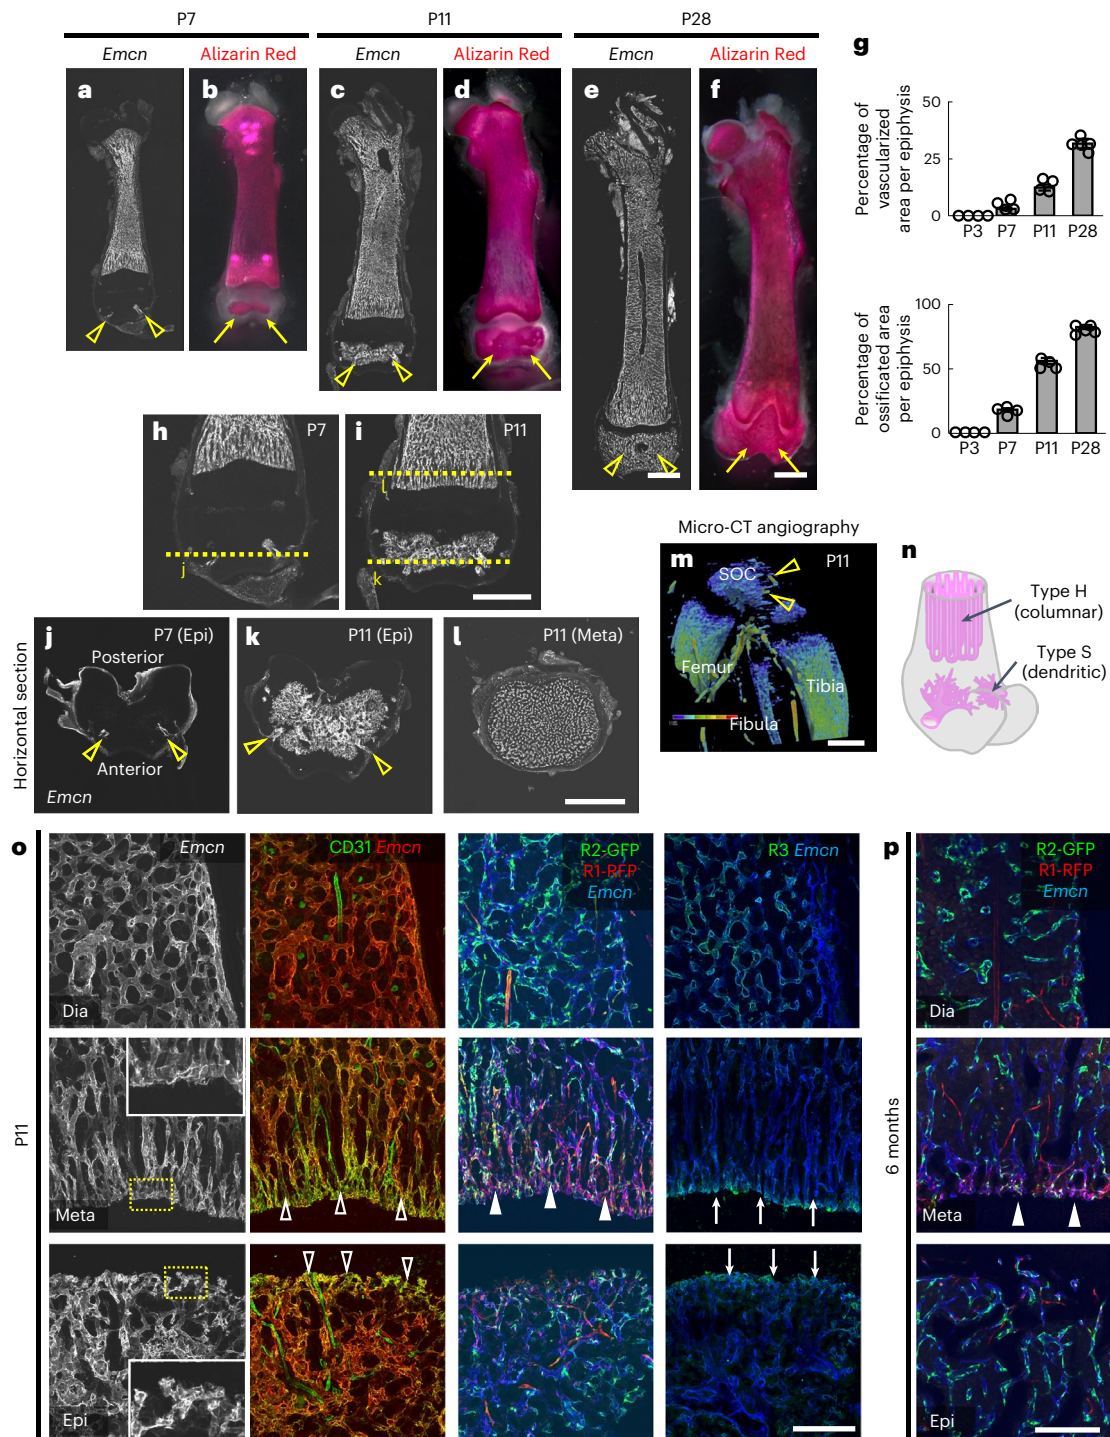 P7
P11
P28
Emcn
Alizarin Red
Emcn
Alizarin Red
Emcn
Alizarin Red
a
b
c
d
e
f
g
Percentage of
vascularized
area per epiphysis
50
25
0
P3 P7 P11 P28
Percentage of
ossificated area
per epiphysis
100
50
0
P3 P7 P11 P28
h
P7
j
i
P11
l
k
Micro-CT angiography
m
P11
SOC
Femur
Tibia
Fibula
n
Type H
(columnar)
Type S
(dendritic)
Horizontal section
j
P7 (Epi)
Posterior
Anterior
Emcn
k
P11 (Epi)
l
P11 (Meta)
o
P11
Emcn
CD31 Emcn
R2-GFP
R1-RFP
Emcn
R3 Emcn
Dia
Meta
Epi
p
6 months
R2-GFP
R1-RFP
Emcn
Dia
Meta
Epi